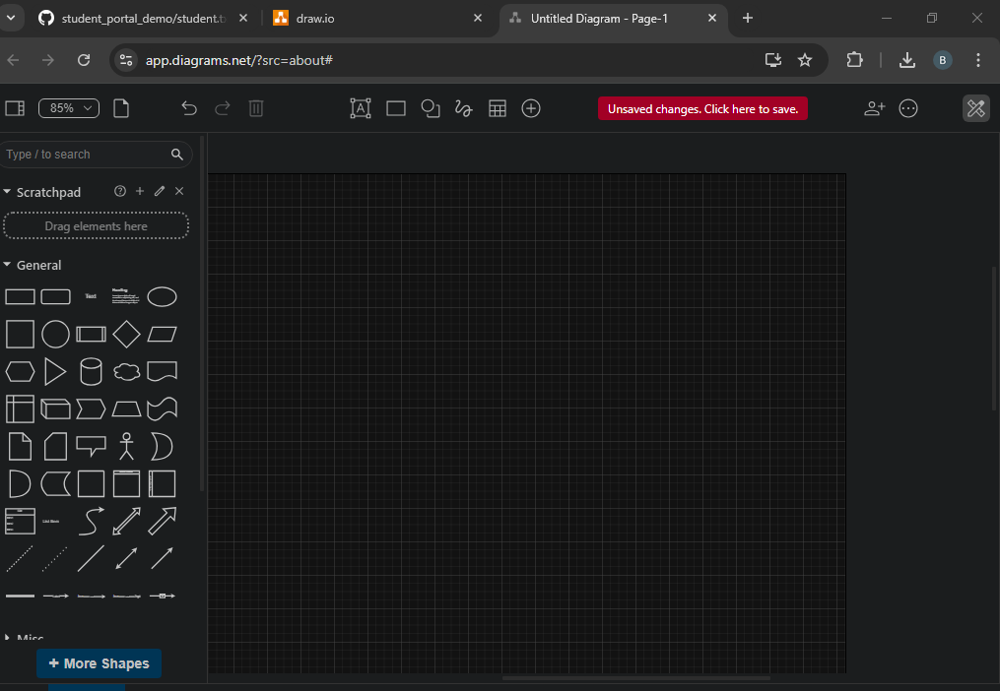 student_portal_demo/student.ts
draw.io
Untitled Diagram - Page-1
app.diagrams.net/?src=about#
B
85%
A
Unsaved changes. Click here to save.
Type / to search
Scratchpad
Drag elements here
General
Text
Heading
List Item
Misc
+ More Shapes